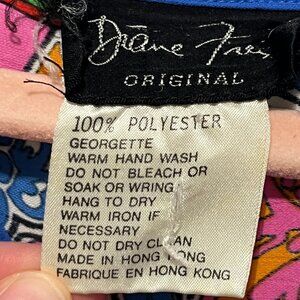 Diane Freis
ORIGINAL
100% POLYESTER
GEORGETTE
WARM HAND WASH
DO NOT BLEACH OR
SOAK OR WRING
HANG TO DRY
WARM IRON IF
NECESSARY
DO NOT DRY CLEAN
MADE IN HONG KONG
FABRIQUE EN HONG KONG